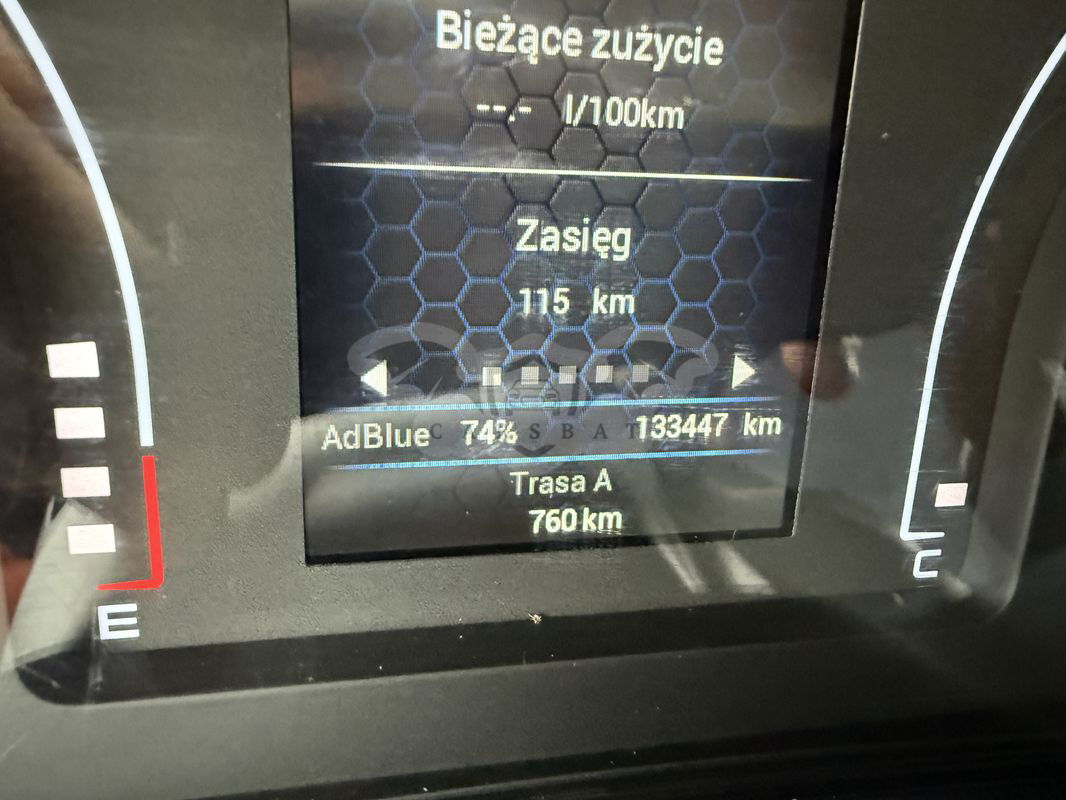 Bieżące zużycie
--.- l/100km
Zasięg
115 km
AdBlue 74% 133447 km
Trasa A
760 km
E
C